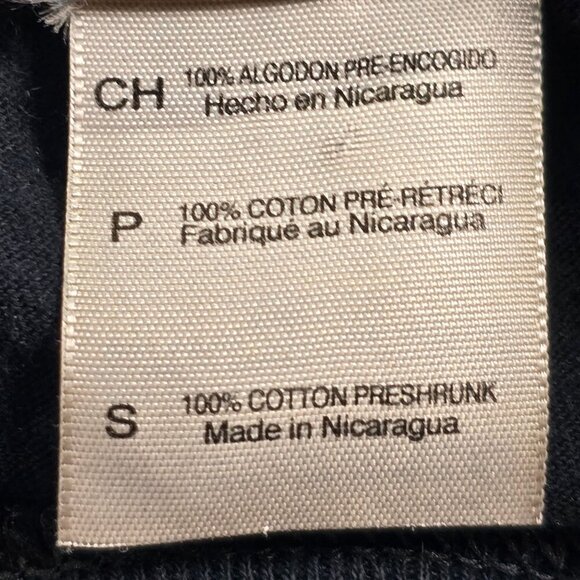 CH 100% ALGODON PRE-ENCOGIDO
Hecho en Nicaragua
P 100% COTON PRÉ-RÉTRÉCI
Fabriqué au Nicaragua
S 100% COTTON PRESHRUNK
Made in Nicaragua